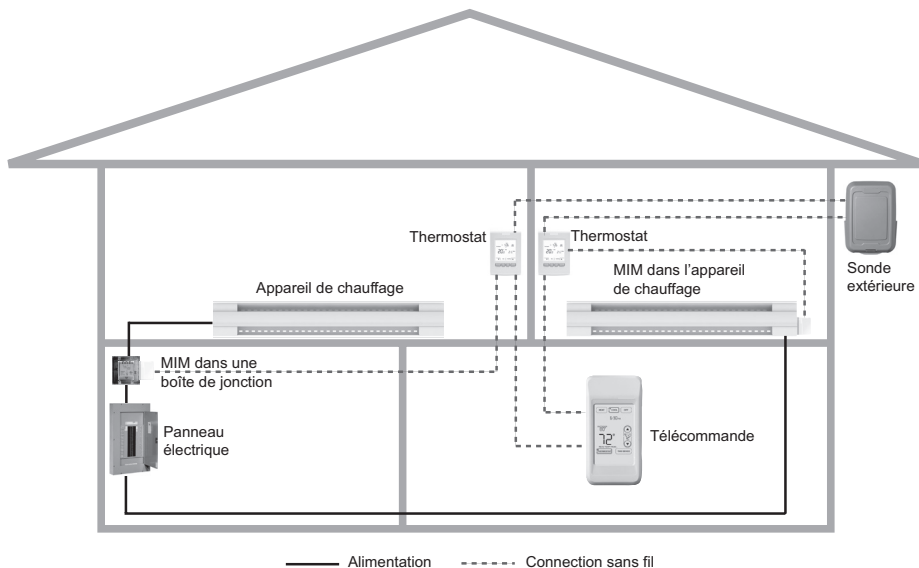 Thermostat
Thermostat
Sonde
extérieure
MIM dans l'appareil
de chauffage
Appareil de chauffage
MIM dans une
boîte de jonction
Panneau
électrique
72°
Télécommande
Alimentation
Connection sans fil